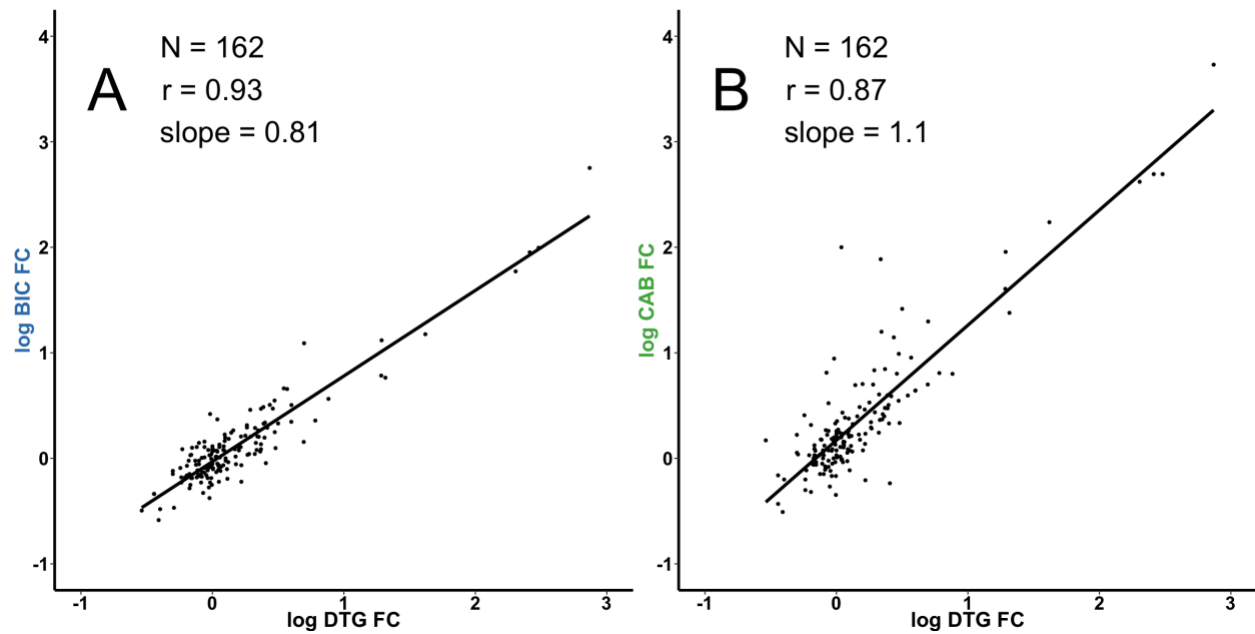 A
N = 162
r = 0.93
slope = 0.81
4
3
2
1
0
-1
log BIC FC
-1 0 1 2 3
log DTG FC
B
N = 162
r = 0.87
slope = 1.1
4
3
2
1
0
-1
log CAB FC
-1 0 1 2 3
log DTG FC